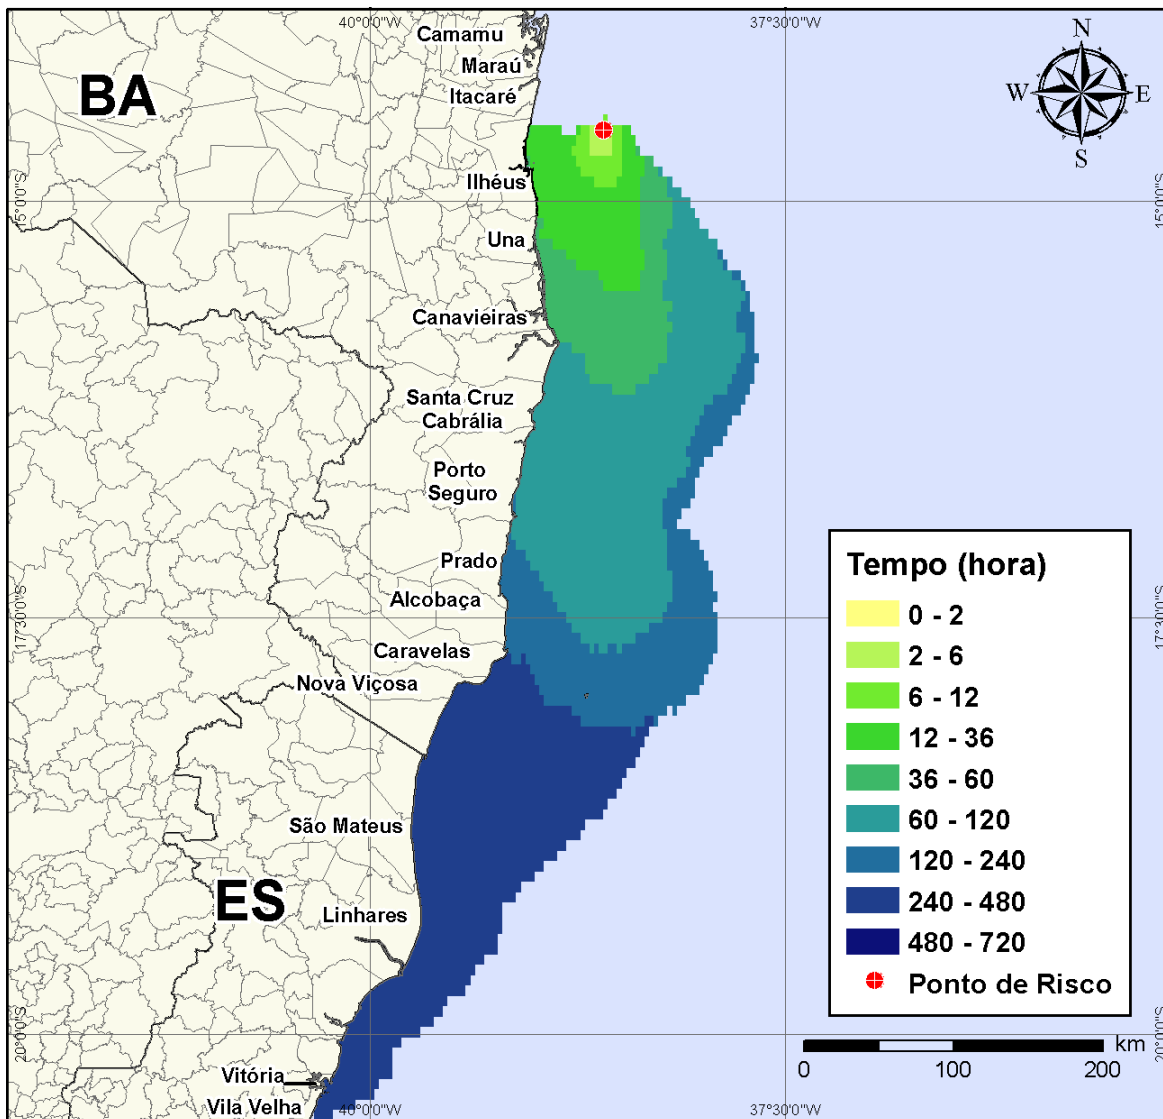 40°0'0"W
37°30'0"W
Camamu
Maraú
Itacaré
BA
N
W
E
S
Ilhéus
15°0'0"S
15°0'0"S
Una
Canavieiras
Santa Cruz
Cabrália
Porto
Seguro
Prado
Alcobaça
17°30'0"S
17°30'0"S
Caravelas
Nova Viçosa
São Mateus
ES
Linhares
20°0'0"S
20°0'0"S
Vitória
Vila Velha
40°0'0"W
37°30'0"W
Tempo (hora)
0 - 2
2 - 6
6 - 12
12 - 36
36 - 60
60 - 120
120 - 240
240 - 480
480 - 720
Ponto de Risco
km
0
100
200